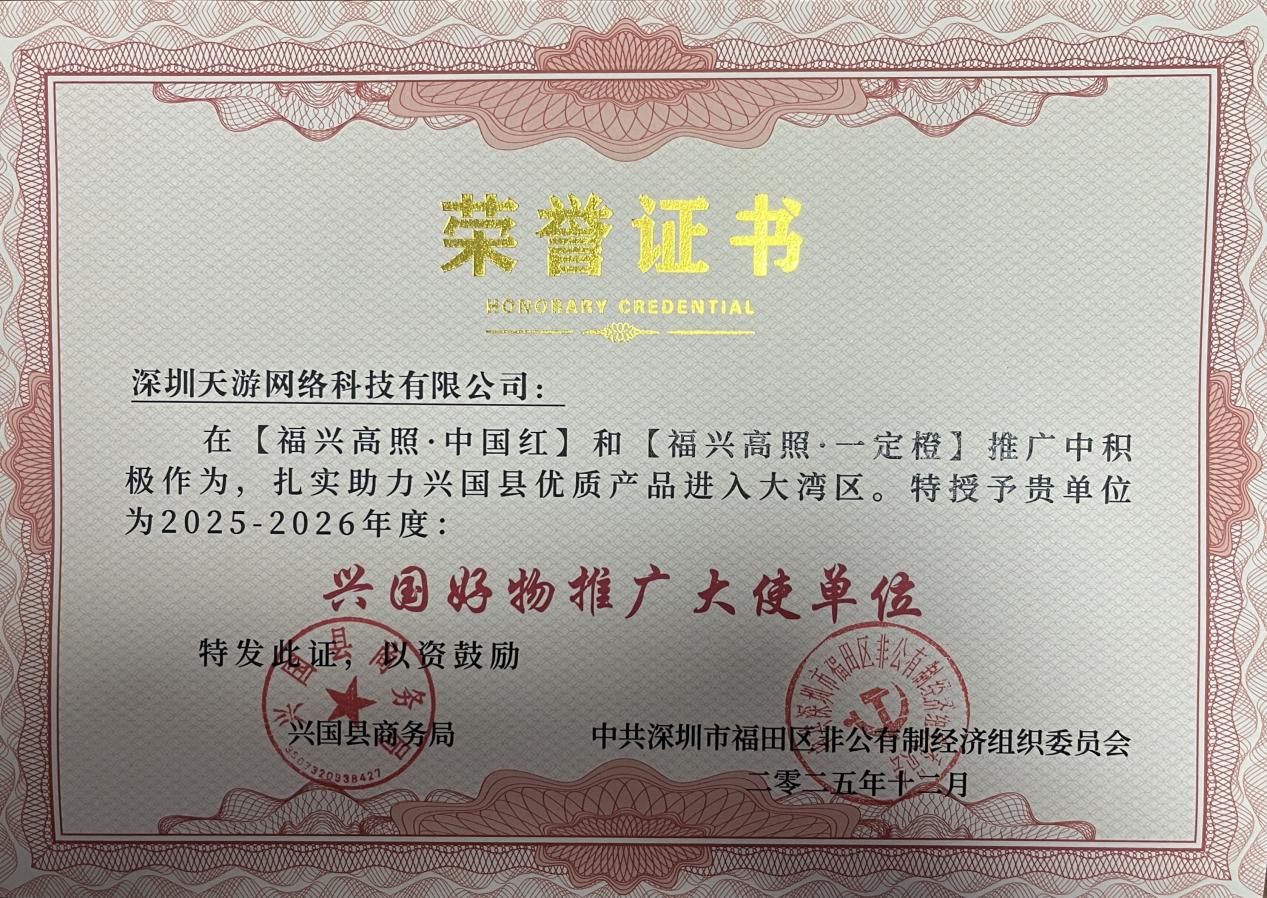 荣誉证书
HONORARY CREDENTIAL
深圳天游网络科技有限公司：
在【福兴高照·中国红】和【福兴高照·一定橙】推广中积
极作为，扎实助力兴国县优质产品进入大湾区。特授予贵单位
为2025-2026年度：
兴国好物推广大使单位
特发此证，以资鼓励
兴国县商务局
兴国县商务局
中共深圳市福田区非公有制经济组织委员会
二零二五年十二月